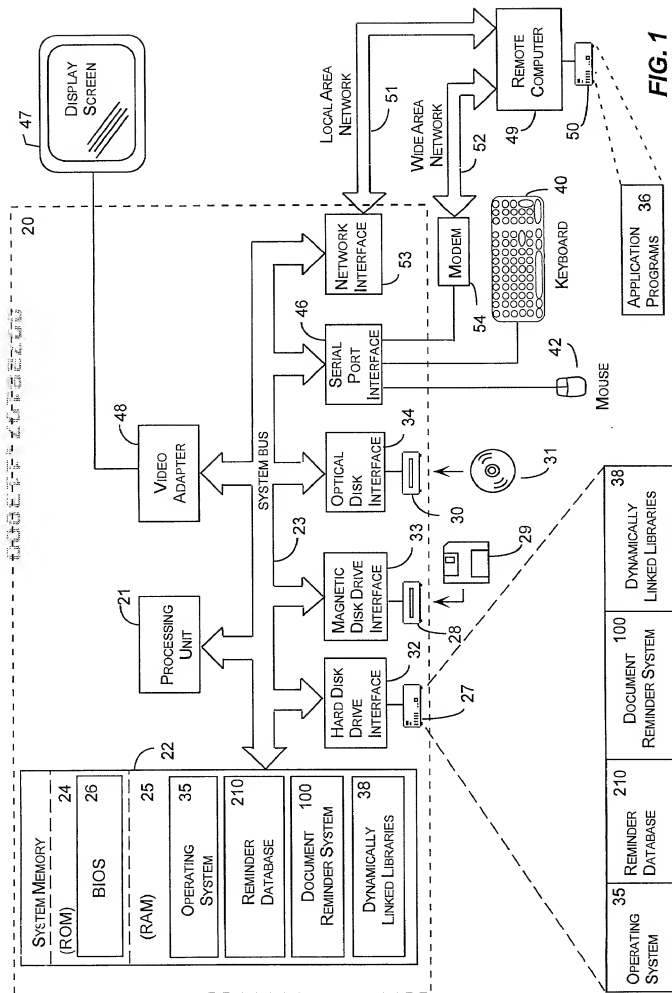 SYSTEM MEMORY
(ROM)
24
BIOS
26
22
(RAM)
25
OPERATING
SYSTEM
35
REMINDER
DATABASE
210
DOCUMENT
REMINDER SYSTEM
100
DYNAMICALLY
LINKED LIBRARIES
38
PROCESSING
UNIT
21
VIDEO
ADAPTER
48
20
DISPLAY
SCREEN
47
SYSTEM BUS
23
HARD DISK
DRIVE
INTERFACE
32
27
MAGNETIC
DISK DRIVE
INTERFACE
33
28
29
OPTICAL
DISK
INTERFACE
34
30
31
SERIAL
PORT
INTERFACE
46
NETWORK
INTERFACE
53
LOCAL AREA
NETWORK
51
WIDE AREA
NETWORK
52
MODEM
54
KEYBOARD
40
MOUSE
42
REMOTE
COMPUTER
49
50
APPLICATION
PROGRAMS
36
OPERATING
SYSTEM
35
REMINDER
DATABASE
210
DOCUMENT
REMINDER SYSTEM
100
DYNAMICALLY
LINKED LIBRARIES
38
FIG. 1